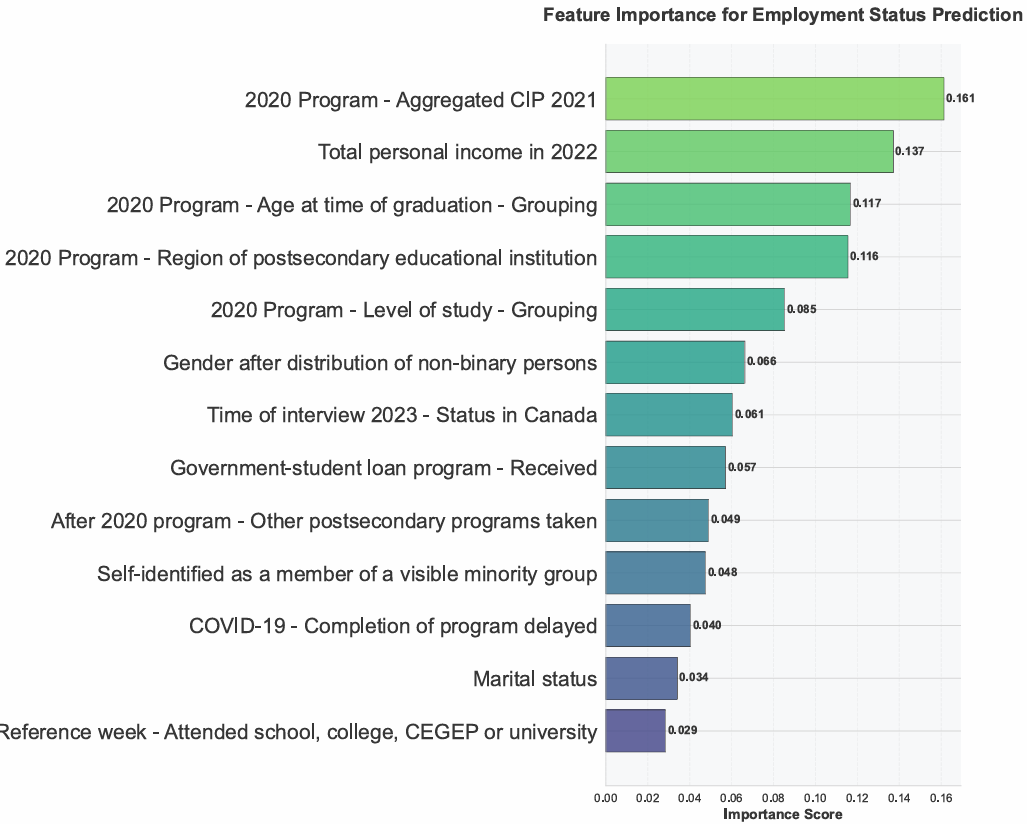 Feature Importance for Employment Status Prediction
2020 Program - Aggregated CIP 2021
0.161
Total personal income in 2022
0.137
2020 Program - Age at time of graduation - Grouping
0.117
2020 Program - Region of postsecondary educational institution
0.116
2020 Program - Level of study - Grouping
0.085
Gender after distribution of non-binary persons
0.066
Time of interview 2023 - Status in Canada
0.061
Government-student loan program - Received
0.057
After 2020 program - Other postsecondary programs taken
0.049
Self-identified as a member of a visible minority group
0.048
COVID-19 - Completion of program delayed
0.040
Marital status
0.034
Reference week - Attended school, college, CEGEP or university
0.029
0.00 0.02 0.04 0.06 0.08 0.10 0.12 0.14 0.16
Importance Score